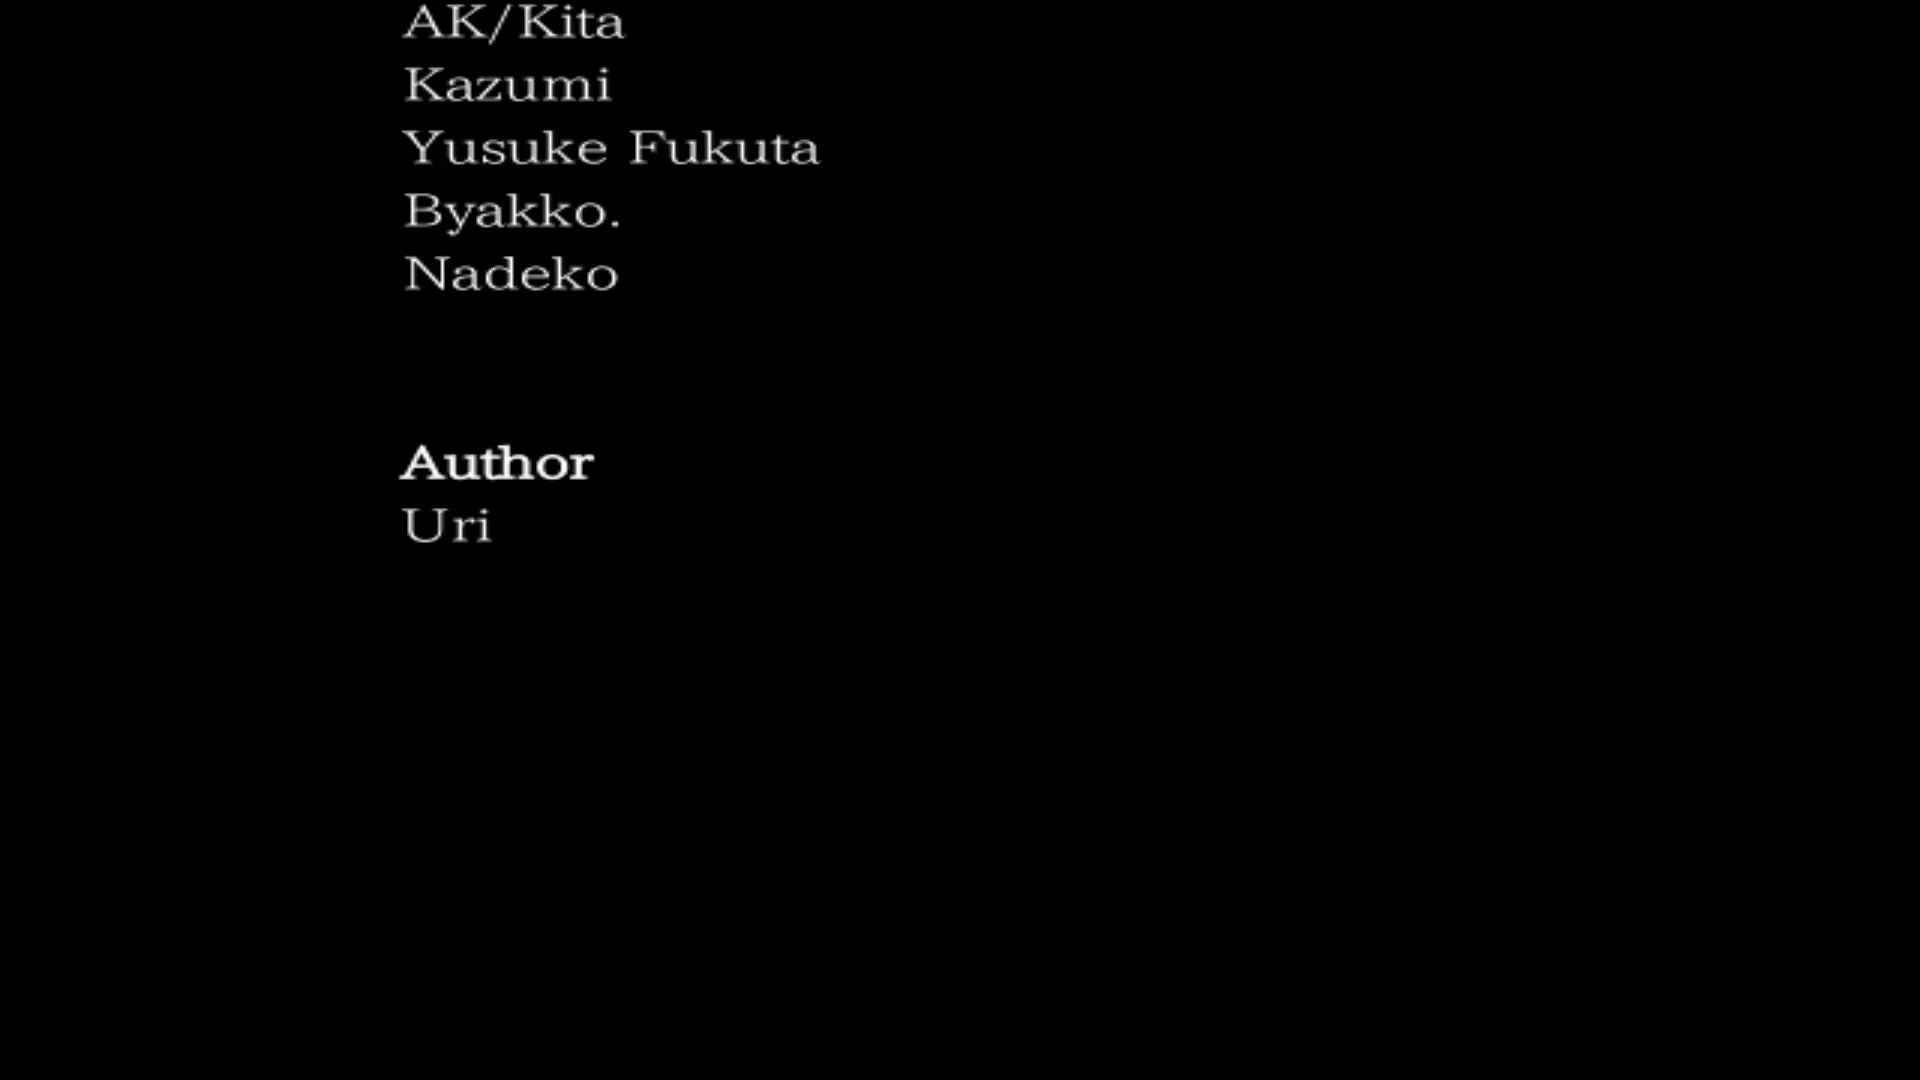 AK/Kita
Kazumi
Yusuke Fukuta
Byakko.
Nadeko
Author
Uri